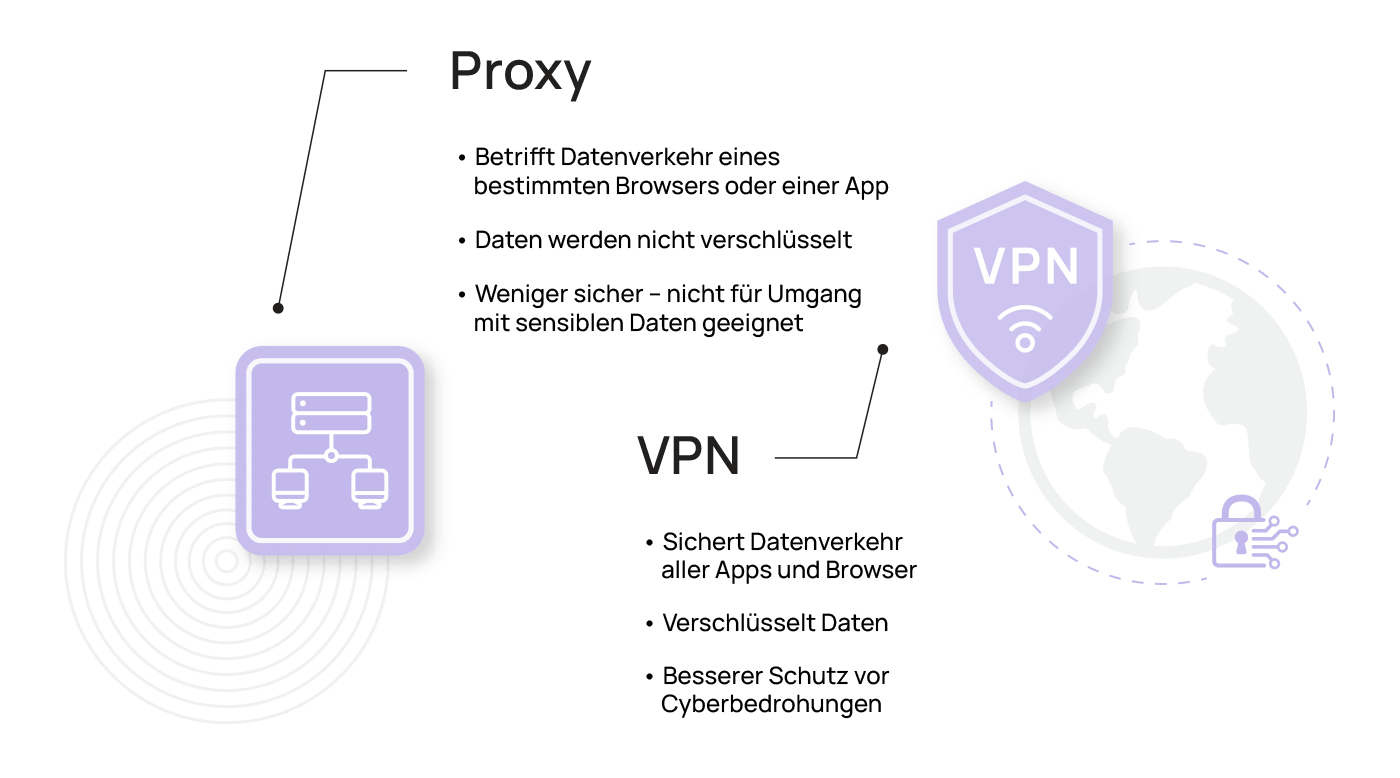 Proxy
• Betrifft Datenverkehr eines
bestimmten Browsers oder einer App
• Daten werden nicht verschlüsselt
• Weniger sicher – nicht für Umgang
mit sensiblen Daten geeignet
VPN
VPN
• Sichert Datenverkehr
aller Apps und Browser
• Verschlüsselt Daten
• Besserer Schutz vor
Cyberbedrohungen